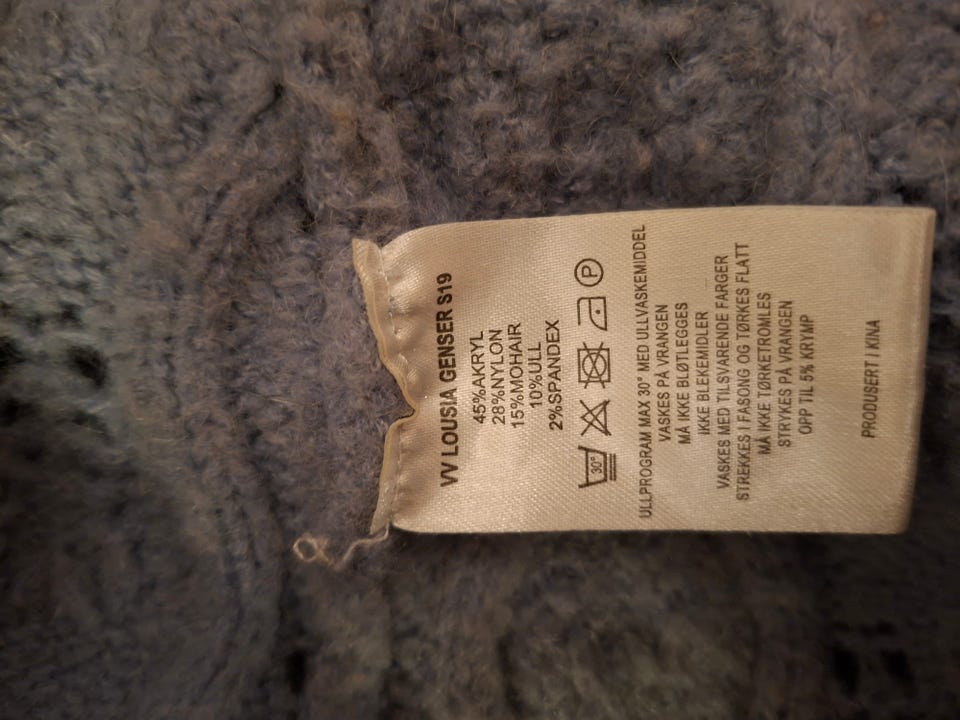 VV LOUSIA GENSER S19
45%AKRYL
28%NYLON
15%MOHAIR
10%ULL
2%SPANDEX
30° P
ULLPROGRAM MAX 30° MED ULLVASKEMIDDEL
VASKES PÅ VRANGEN
MÅ IKKE BLØTLEGGES
IKKE BLEKEMIDLER
VASKES MED TILSVARENDE FARGER
STREKKES I FASONG OG TØRKES FLATT
MÅ IKKE TØRKETROMLES
STRYKES PÅ VRANGEN
OPP TIL 5% KRYMP
PRODUSERT I KINA